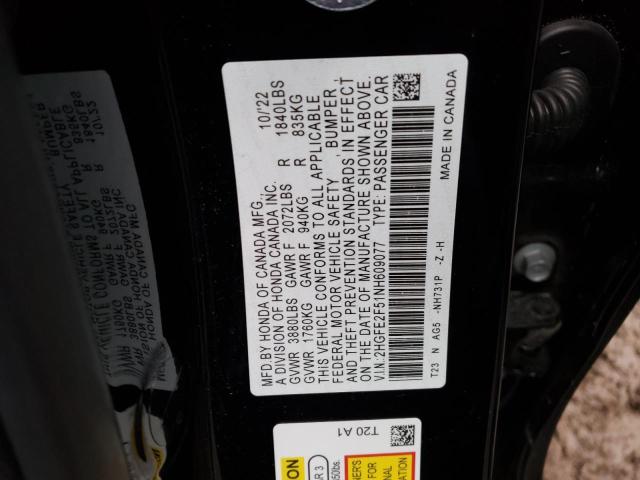 MFD.BY HONDA OF CANADA MFG. 10/22
A DIVISION OF HONDA CANADA INC.
GVWR 3880LBS GAWR F 2072LBS R 1840LBS
GVWR 1760KG GAWR F 940KG R 835KG
THIS VEHICLE CONFORMS TO ALL APPLICABLE
FEDERAL MOTOR VEHICLE SAFETY, BUMPER,
AND THEFT PREVENTION STANDARDS IN EFFECT
ON THE DATE OF MANUFACTURE SHOWN ABOVE.
V.I.N. 2HGFE2F51NH609077 TYPE: PASSENGER CAR
T23 N AG5 -NH731P -Z -H
MADE IN CANADA
T20 A1